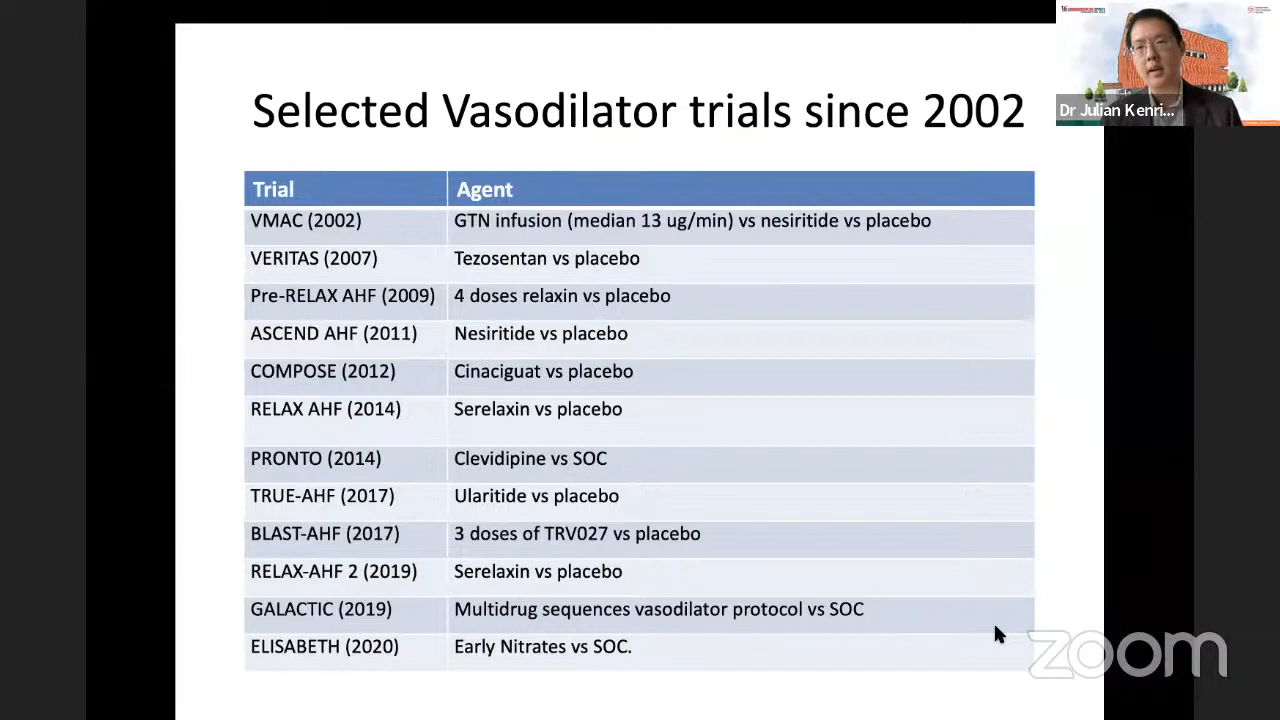 Selected Vasodilator trials since 2002
Dr Julian Kenri...
Trial Agent
VMAC (2002) GTN infusion (median 13 ug/min) vs nesiritide vs placebo
VERITAS (2007) Tezosentan vs placebo
Pre-RELAX AHF (2009) 4 doses relaxin vs placebo
ASCEND AHF (2011) Nesiritide vs placebo
COMPOSE (2012) Cinaciguat vs placebo
RELAX AHF (2014) Serelaxin vs placebo
PRONTO (2014) Clevidipine vs SOC
TRUE-AHF (2017) Ularitide vs placebo
BLAST-AHF (2017) 3 doses of TRV027 vs placebo
RELAX-AHF 2 (2019) Serelaxin vs placebo
GALACTIC (2019) Multidrug sequences vasodilator protocol vs SOC
ELISABETH (2020) Early Nitrates vs SOC.
zoom